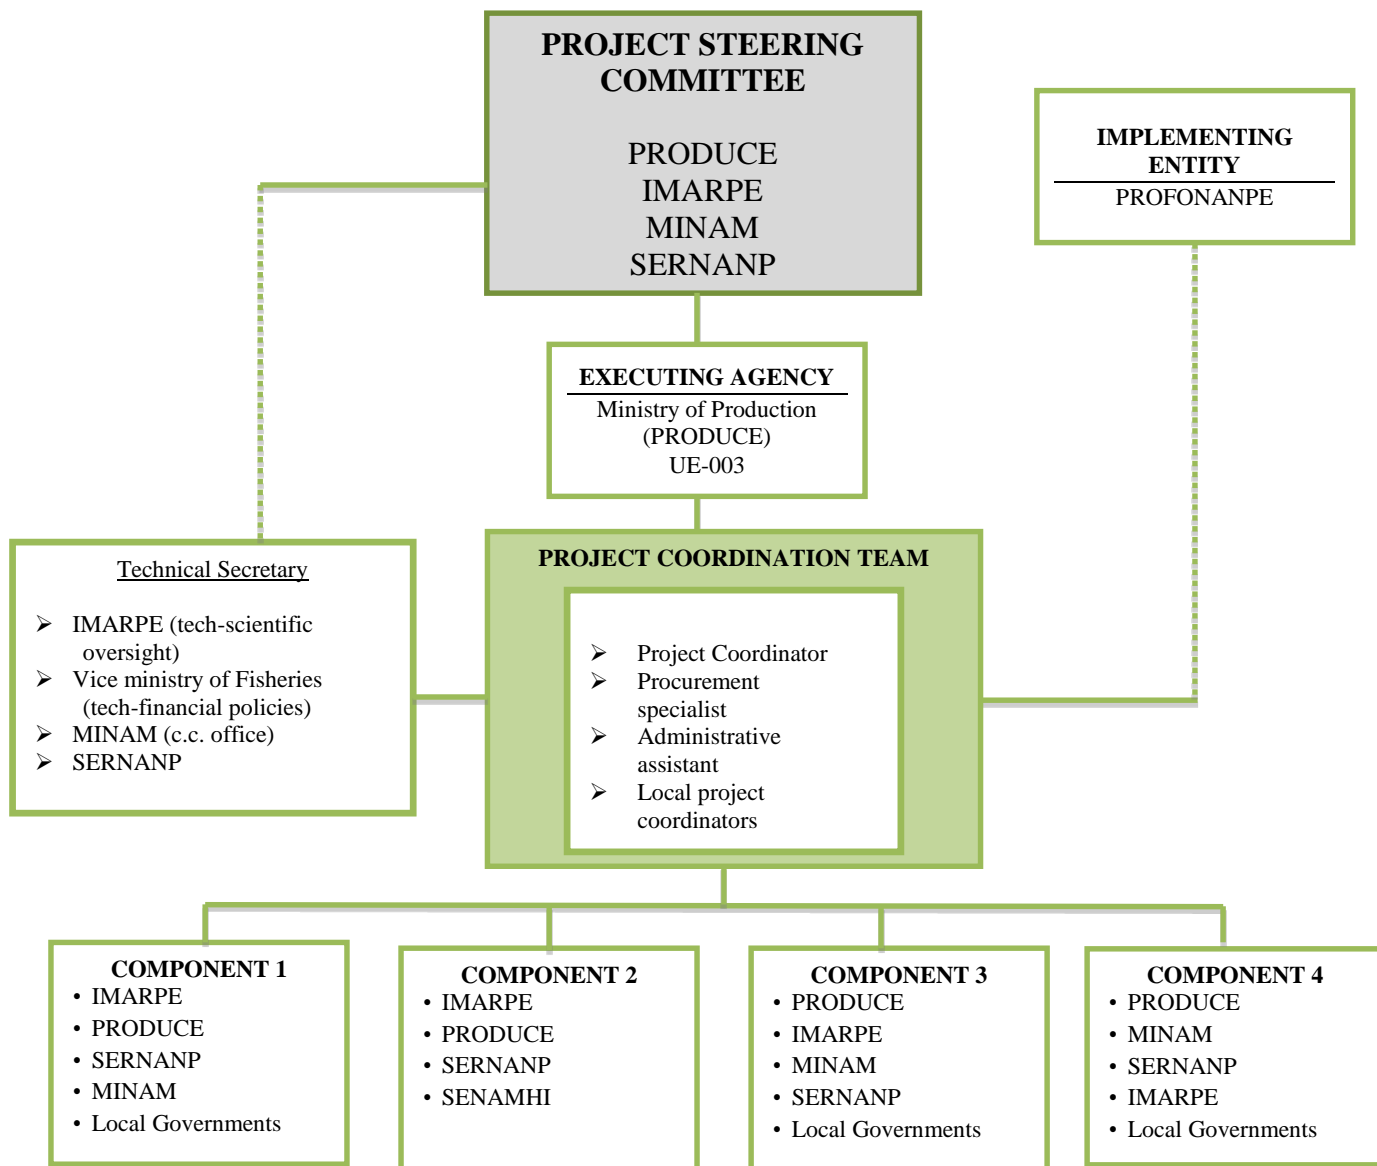 PROJECT STEERING
COMMITTEE
PRODUCE
IMARPE
MINAM
SERNANP
IMPLEMENTING
ENTITY
PROFONANPE
EXECUTING AGENCY
Ministry of Production
(PRODUCE)
UE-003
Technical Secretary
➢ IMARPE (tech-scientific
oversight)
➢ Vice ministry of Fisheries
(tech-financial policies)
➢ MINAM (c.c. office)
➢ SERNANP
PROJECT COORDINATION TEAM
➢ Project Coordinator
➢ Procurement
specialist
➢ Administrative
assistant
➢ Local project
coordinators
COMPONENT 1
• IMARPE
• PRODUCE
• SERNANP
• MINAM
• Local Governments
COMPONENT 2
• IMARPE
• PRODUCE
• SERNANP
• SENAMHI
COMPONENT 3
• PRODUCE
• IMARPE
• MINAM
• SERNANP
• Local Governments
COMPONENT 4
• PRODUCE
• MINAM
• SERNANP
• IMARPE
• Local Governments